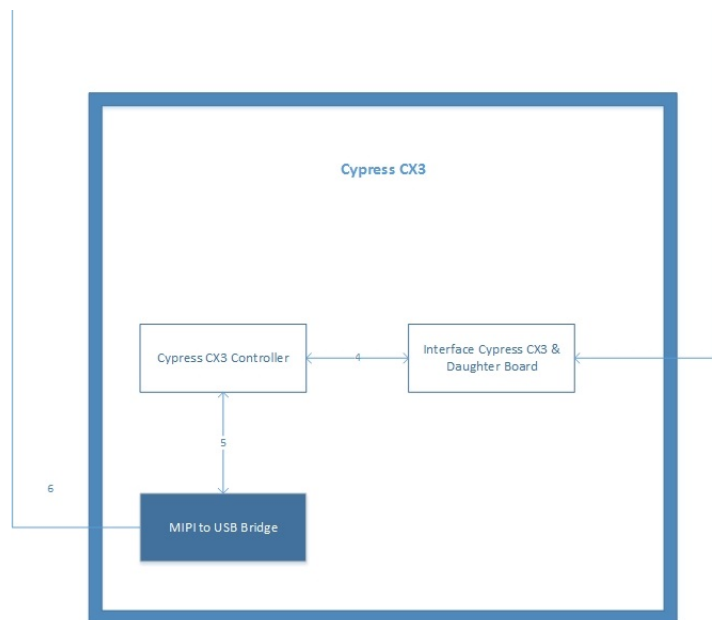 Cypress CX3
Cypress CX3 Controller
4
Interface Cypress CX3 &
Daughter Board
5
6
MIPI to USB Bridge